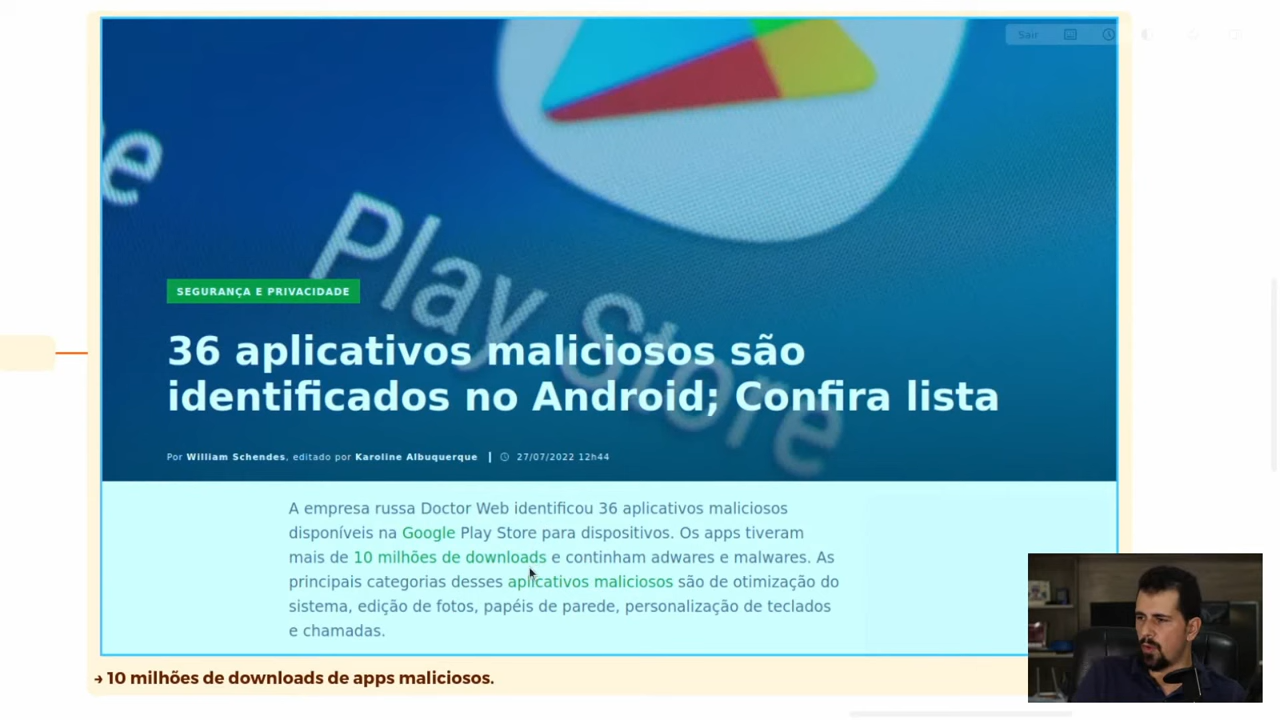 Sair
e
Play Store
SEGURANÇA E PRIVACIDADE
36 aplicativos maliciosos são
identificados no Android; Confira lista
Por William Schendes, editado por Karoline Albuquerque | 27/07/2022 12h44
A empresa russa Doctor Web identificou 36 aplicativos maliciosos
disponíveis na Google Play Store para dispositivos. Os apps tiveram
mais de 10 milhões de downloads e continham adwares e malwares. As
principais categorias desses aplicativos maliciosos são de otimização do
sistema, edição de fotos, papéis de parede, personalização de teclados
e chamadas.
→ 10 milhões de downloads de apps maliciosos.